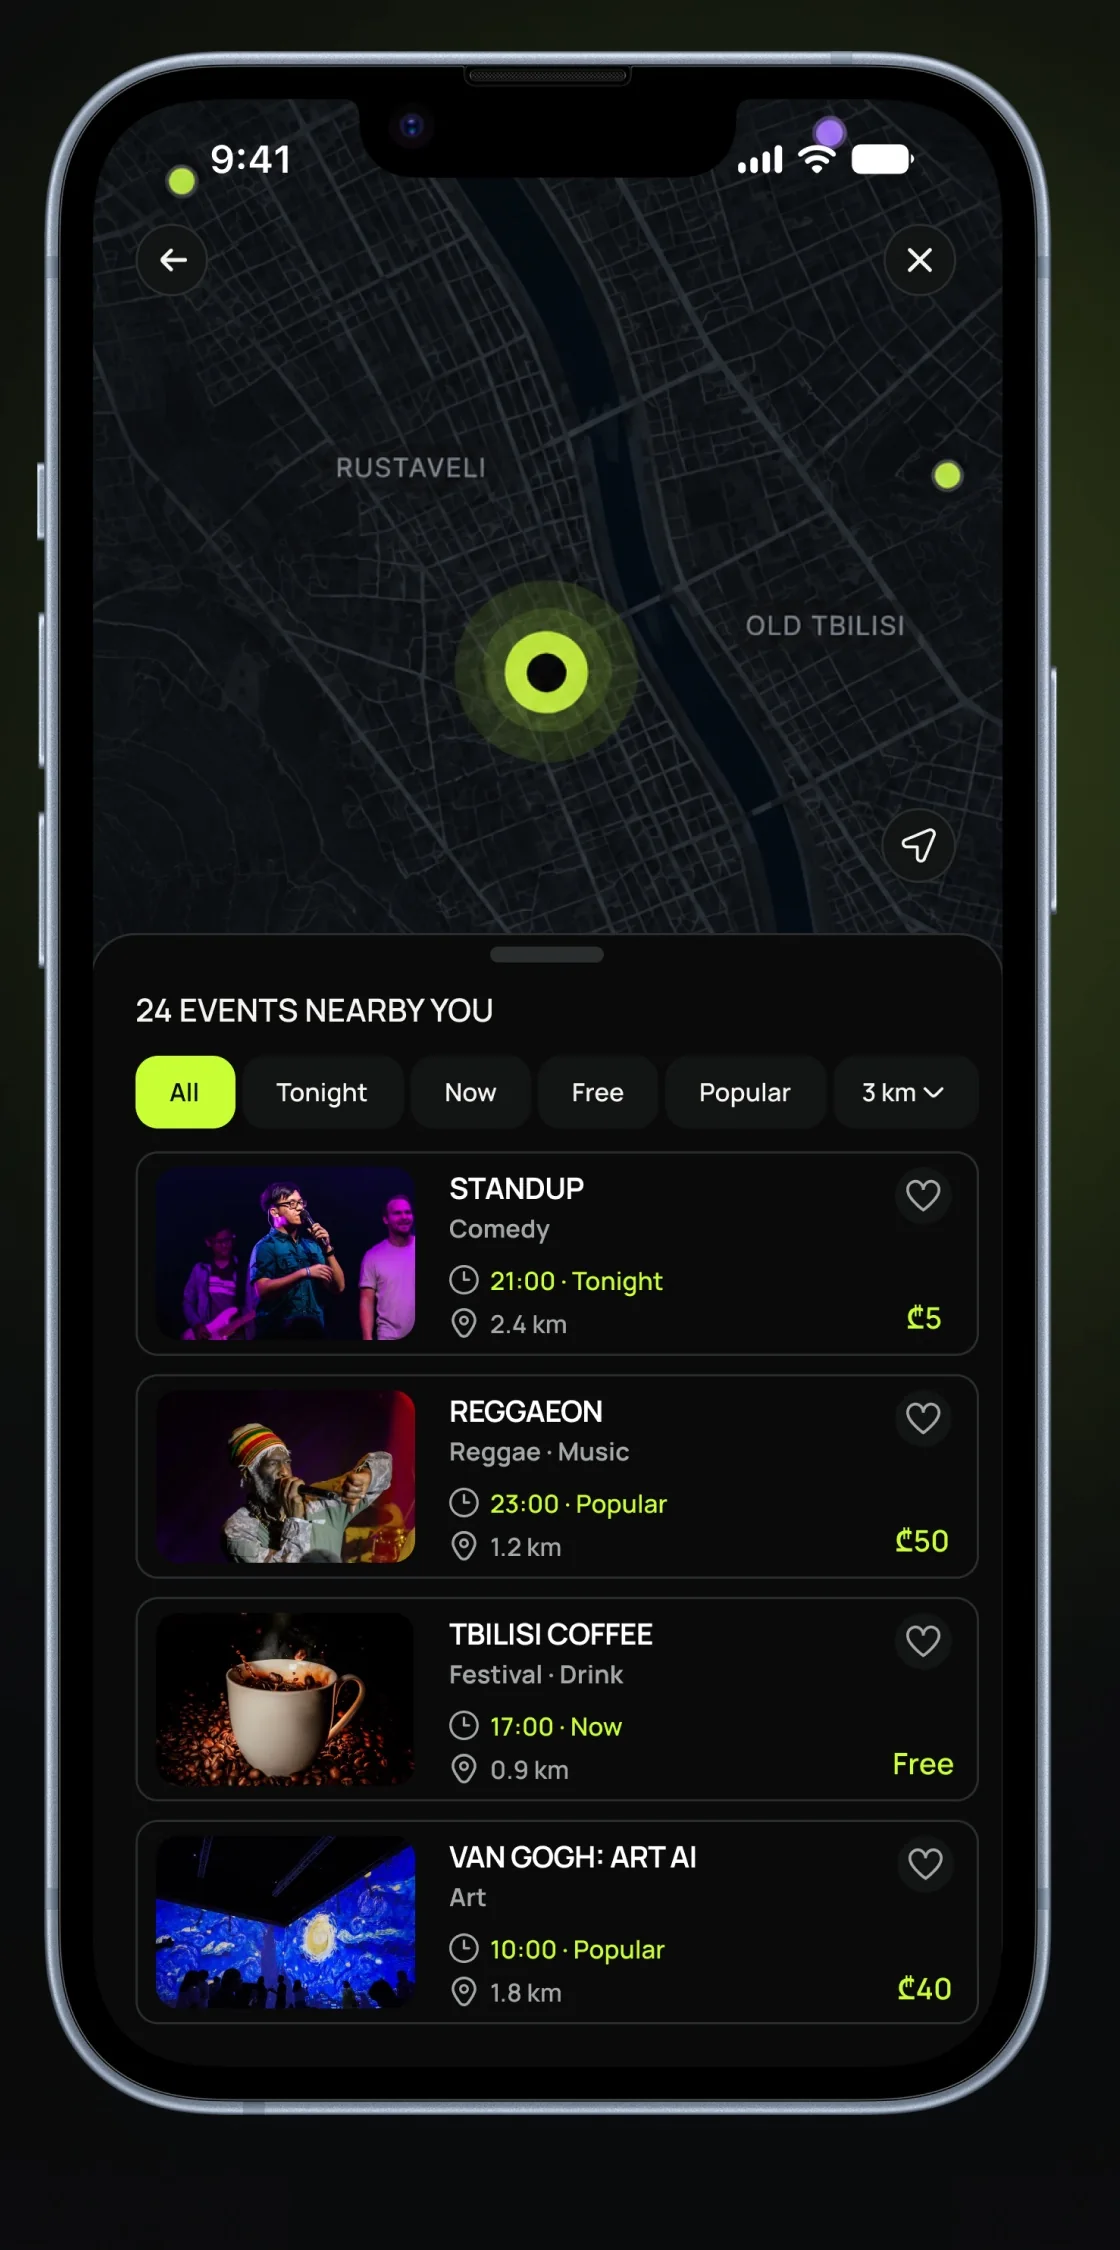 9:41
RUSTAVELI
OLD TBILISI
24 EVENTS NEARBY YOU
All Tonight Now Free Popular 3 km
STANDUP
Comedy
21:00 · Tonight
2.4 km
₾5
REGGAEON
Reggae · Music
23:00 · Popular
1.2 km
₾50
TBILISI COFFEE
Festival · Drink
17:00 · Now
0.9 km
Free
VAN GOGH: ART AI
Art
10:00 · Popular
1.8 km
₾40